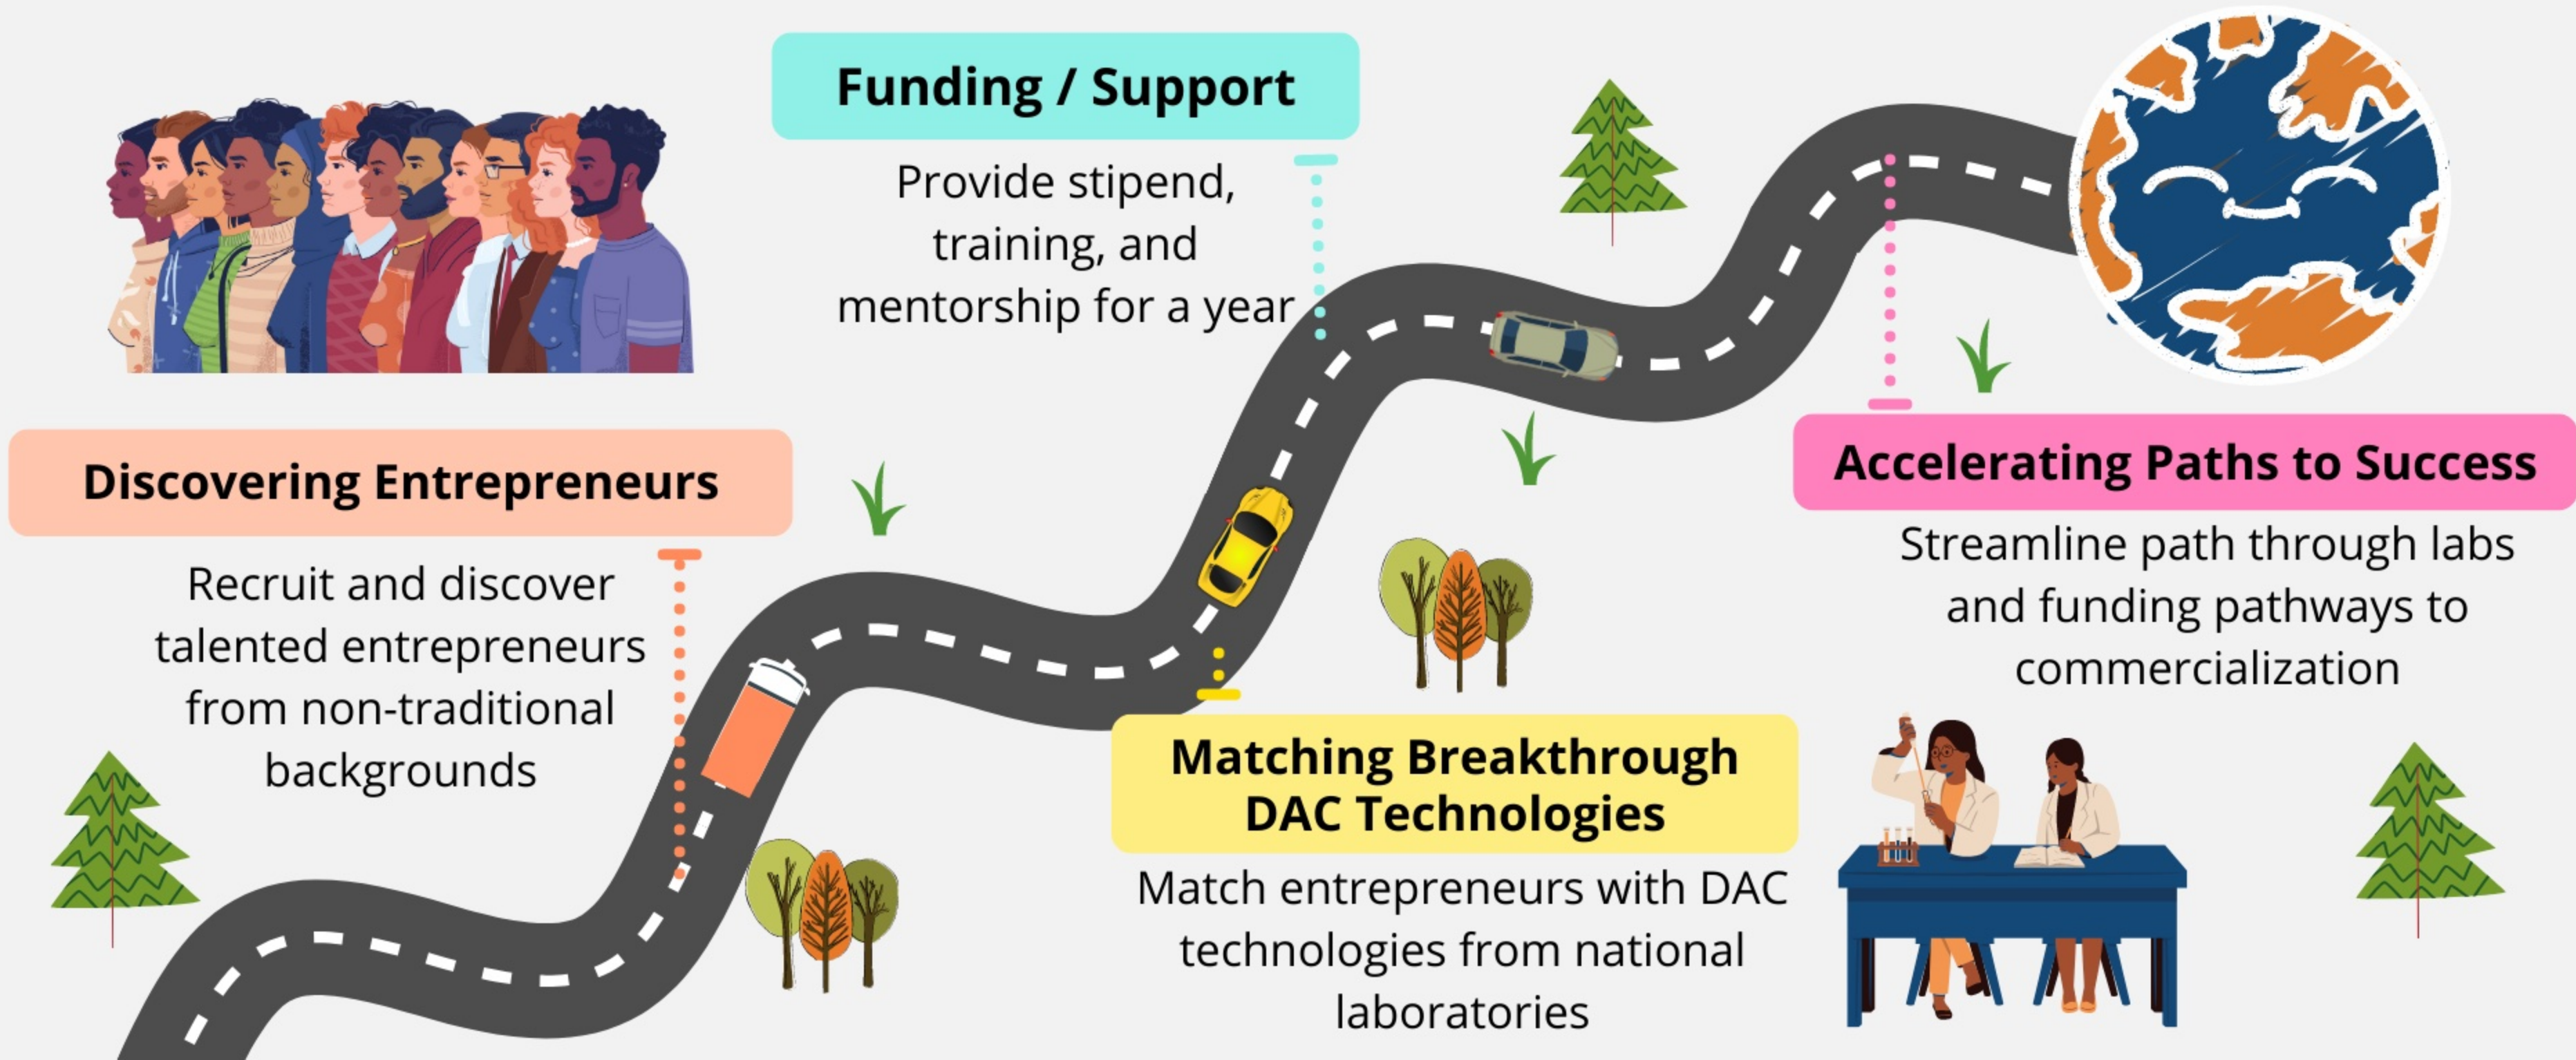 Funding / Support
Provide stipend,
training, and
mentorship for a year
Discovering Entrepreneurs
Recruit and discover
talented entrepreneurs
from non-traditional
backgrounds
Matching Breakthrough
DAC Technologies
Match entrepreneurs with DAC
technologies from national
laboratories
Accelerating Paths to Success
Streamline path through labs
and funding pathways to
commercialization